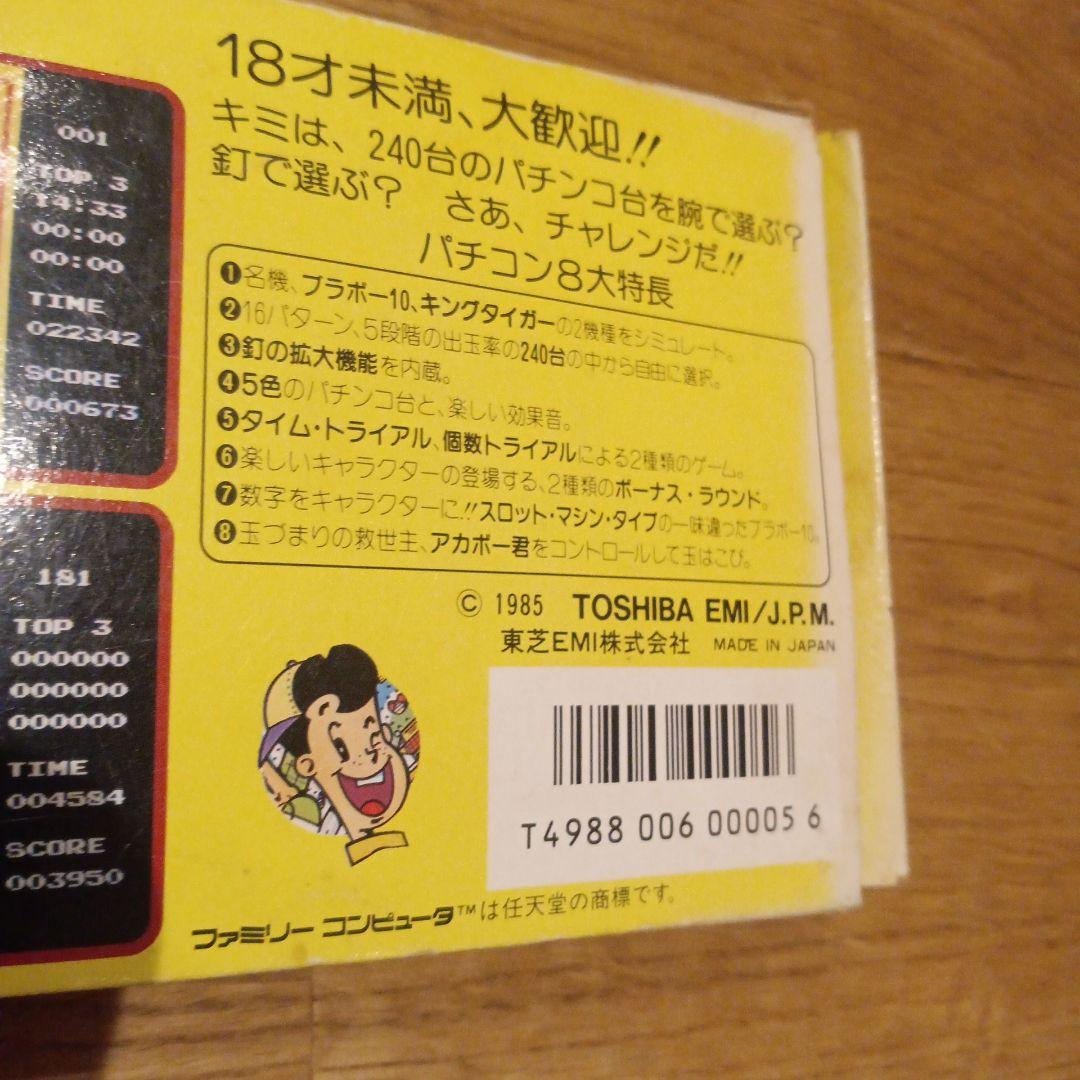 001
TOP 3
14:33
00:00
00:00
TIME
022342
SCORE
000673
181
TOP 3
000000
000000
000000
TIME
004584
SCORE
003950
18才未満、大歓迎!!
キミは、240台のパチンコ台を腕で選ぶ?
釘で選ぶ? さあ、チャレンジだ!!
パチコン8大特長
❶名機、ブラボー10、キングタイガーの2機種をシミュレート。
❷16パターン、5段階の出玉率の240台の中から自由に選択。
❸釘の拡大機能を内蔵。
❹5色のパチンコ台と、楽しい効果音。
❺タイム・トライアル、個数トライアルによる2種類のゲーム。
❻楽しいキャラクターの登場する、2種類のボーナス・ラウンド。
❼数字をキャラクターに!!スロット・マシン・タイプの一味違ったブラボー10。
❽玉づまりの救世主、アカボー君をコントロールして玉はこび。
© 1985 TOSHIBA EMI/J.P.M.
東芝EMI株式会社 MADE IN JAPAN
T4988 006 00005 6
ファミリー コンピュータ™は任天堂の商標です。